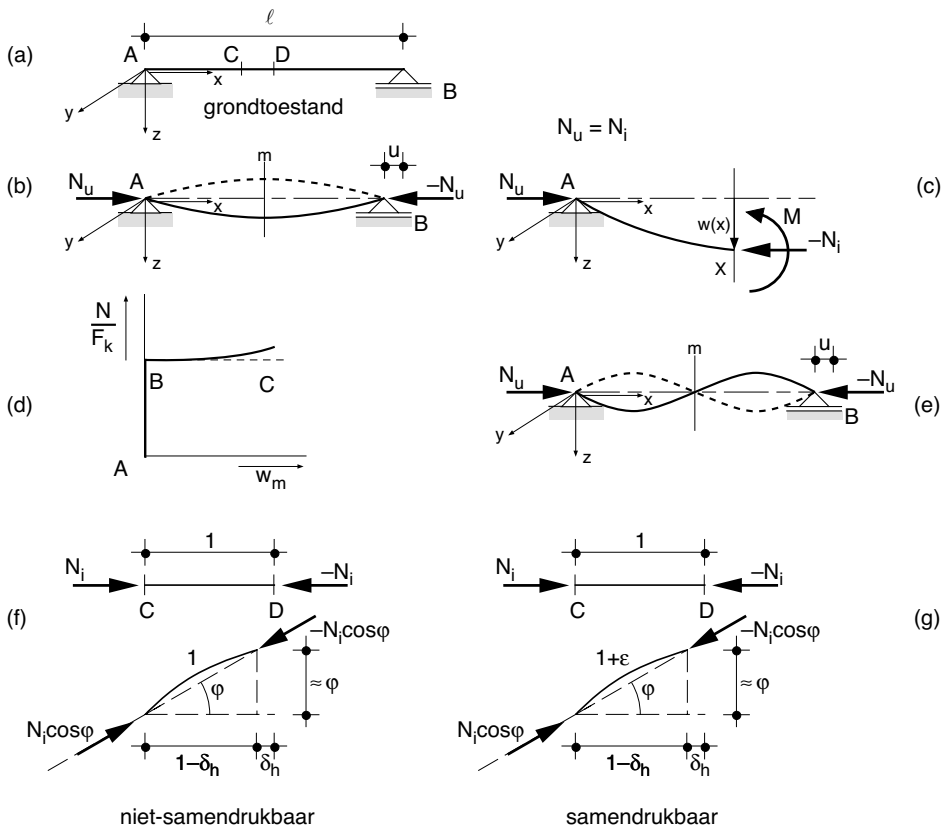 (a)
ℓ
A
C D
x
B
y
grondtoestand
z
(b)
N_u
A
m
u
−N_u
x
B
y
z
N_u = N_i
(c)
N_u
A
x
w(x)
M
−N_i
X
y
z
(d)
N
F_k
B
C
A
w_m
(e)
N_u
A
m
u
−N_u
x
B
y
z
(f)
1
N_i
−N_i
C D
−N_i cosφ
1
φ
≈ φ
N_i cosφ
1−δ_h δ_h
niet-samendrukbaar
(g)
1
N_i
−N_i
C D
−N_i cosφ
1+ε
φ
≈ φ
N_i cosφ
1−δ_h δ_h
samendrukbaar